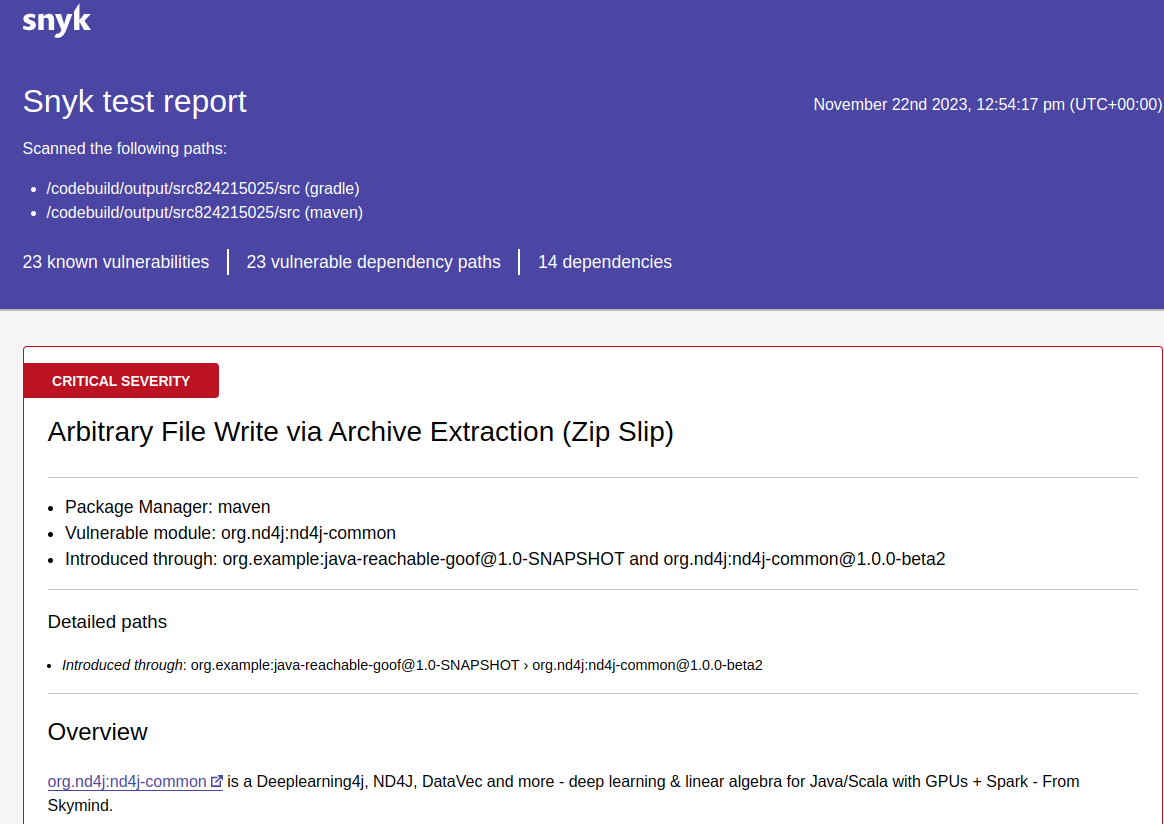 snyk
Snyk test report
November 22nd 2023, 12:54:17 pm (UTC+00:00)
Scanned the following paths:
• /codebuild/output/src824215025/src (gradle)
• /codebuild/output/src824215025/src (maven)
23 known vulnerabilities | 23 vulnerable dependency paths | 14 dependencies
CRITICAL SEVERITY
Arbitrary File Write via Archive Extraction (Zip Slip)
• Package Manager: maven
• Vulnerable module: org.nd4j:nd4j-common
• Introduced through: org.example:java-reachable-goof@1.0-SNAPSHOT and org.nd4j:nd4j-common@1.0.0-beta2
Detailed paths
• Introduced through: org.example:java-reachable-goof@1.0-SNAPSHOT › org.nd4j:nd4j-common@1.0.0-beta2
Overview
org.nd4j:nd4j-common is a Deeplearning4j, ND4J, DataVec and more - deep learning & linear algebra for Java/Scala with GPUs + Spark - From
Skymind.